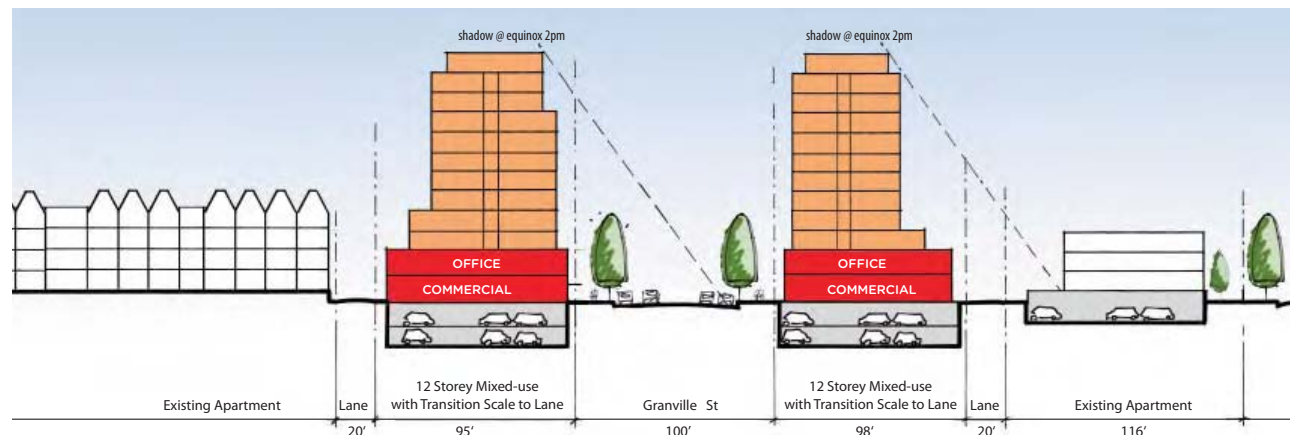 shadow @ equinox 2pm
shadow @ equinox 2pm
OFFICE
COMMERCIAL
OFFICE
COMMERCIAL
Existing Apartment
Lane
12 Storey Mixed-use
with Transition Scale to Lane
Granville St
12 Storey Mixed-use
with Transition Scale to Lane
Lane
Existing Apartment
20'
95'
100'
98'
20'
116'